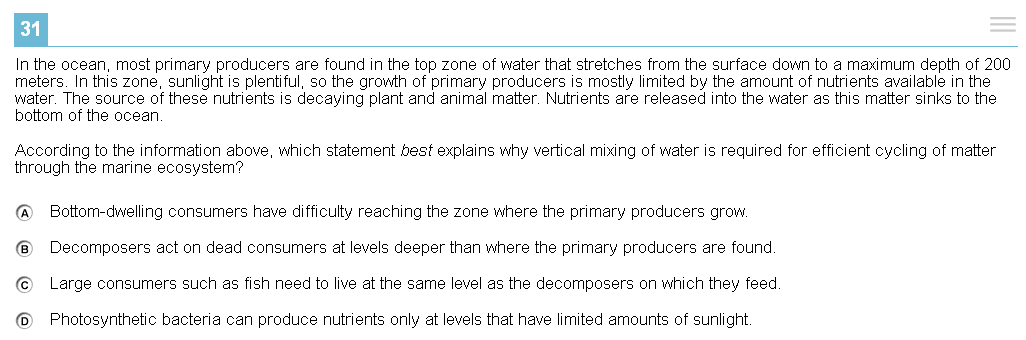 31
In the ocean, most primary producers are found in the top zone of water that stretches from the surface down to a maximum depth of 200
meters. In this zone, sunlight is plentiful, so the growth of primary producers is mostly limited by the amount of nutrients available in the
water. The source of these nutrients is decaying plant and animal matter. Nutrients are released into the water as this matter sinks to the
bottom of the ocean.
According to the information above, which statement best explains why vertical mixing of water is required for efficient cycling of matter
through the marine ecosystem?
A Bottom-dwelling consumers have difficulty reaching the zone where the primary producers grow.
B Decomposers act on dead consumers at levels deeper than where the primary producers are found.
C Large consumers such as fish need to live at the same level as the decomposers on which they feed.
D Photosynthetic bacteria can produce nutrients only at levels that have limited amounts of sunlight.